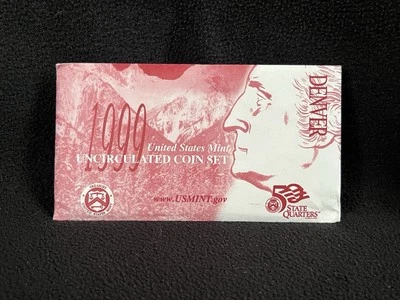 1999
United States Mint
UNCIRCULATED COIN SET
www.USMINT.gov
DENVER
50
STATE
QUARTERS